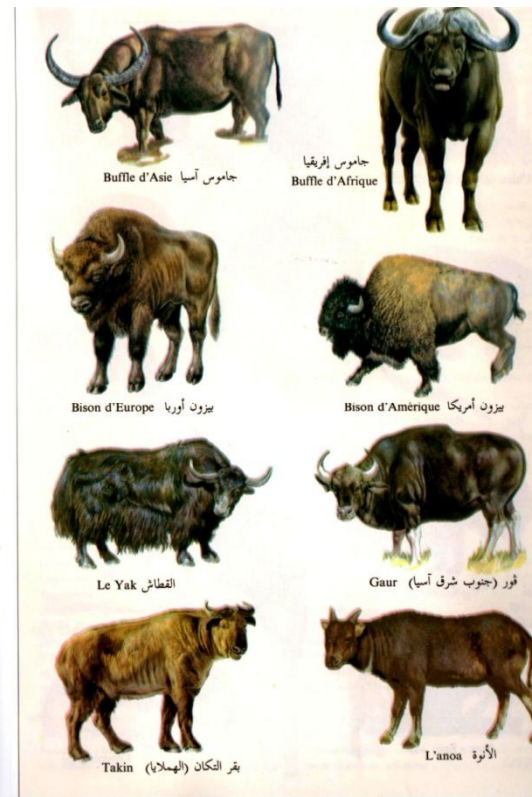 Buffle d'Asie جاموس آسيا
جاموس إفريقيا
Buffle d'Afrique
Bison d'Europe بيزون أوربا
Bison d'Amérique بيزون أمريكا
Le Yak القطاش
Gaur ڤور (جنوب شرق آسيا)
Takin بقر التكان (الهملايا)
L'anoa الأنوة